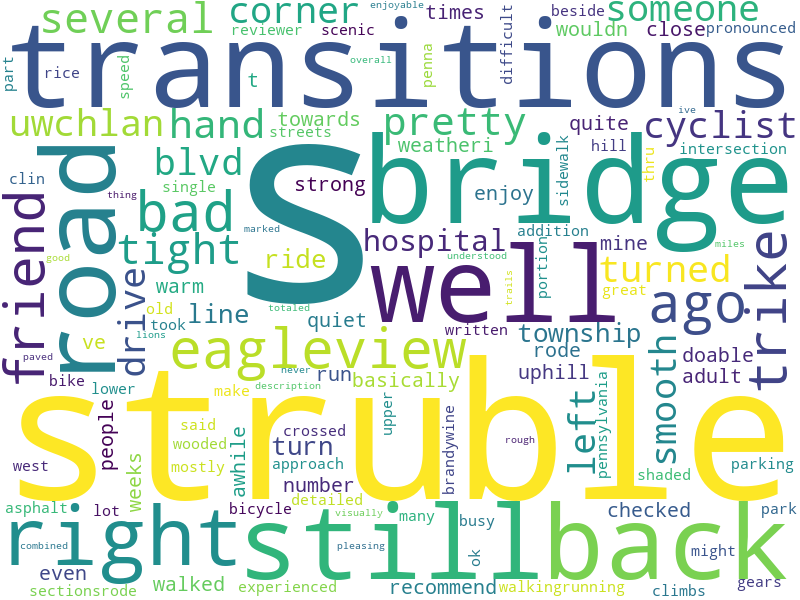 enjoyable
several
corner
times
beside
someone
reviewer
scenic
difficult
wouldn
close
pronounced
transitions
part
rice
speed
t
penna
overall
uwchlan
hand
towards
streets
pretty
quite
cyclist
ive
weatheri
hill
intersection
thru
road
blvd
single
strong
S
bridge
sidewalk
clin
thing
friend
bad
marked
enjoy
addition
tight
hospital
well
mine
good
ride
understood
portion
turned
miles
trike
drive
warm
old
took
ve
line
totaled
quiet
trails
great
ago
written
township
paved
lions
eagleview
never
run
basically
description
rode
doable
uphill
adult
smooth
bike
lower
make
struble
said
people
crossed
upper
left
pennsylvania
wooded
turn
rough
west
mostly
awhile
approach
brandywine
shaded
parking
weeks
number
detailed
asphalt
lot
bicycle
visually
many
busy
checked
park
right
still
back
combined
pleasing
ok
might
even
sectionsrode
walked
experienced
recommend
walkingrunning
climbs
gears